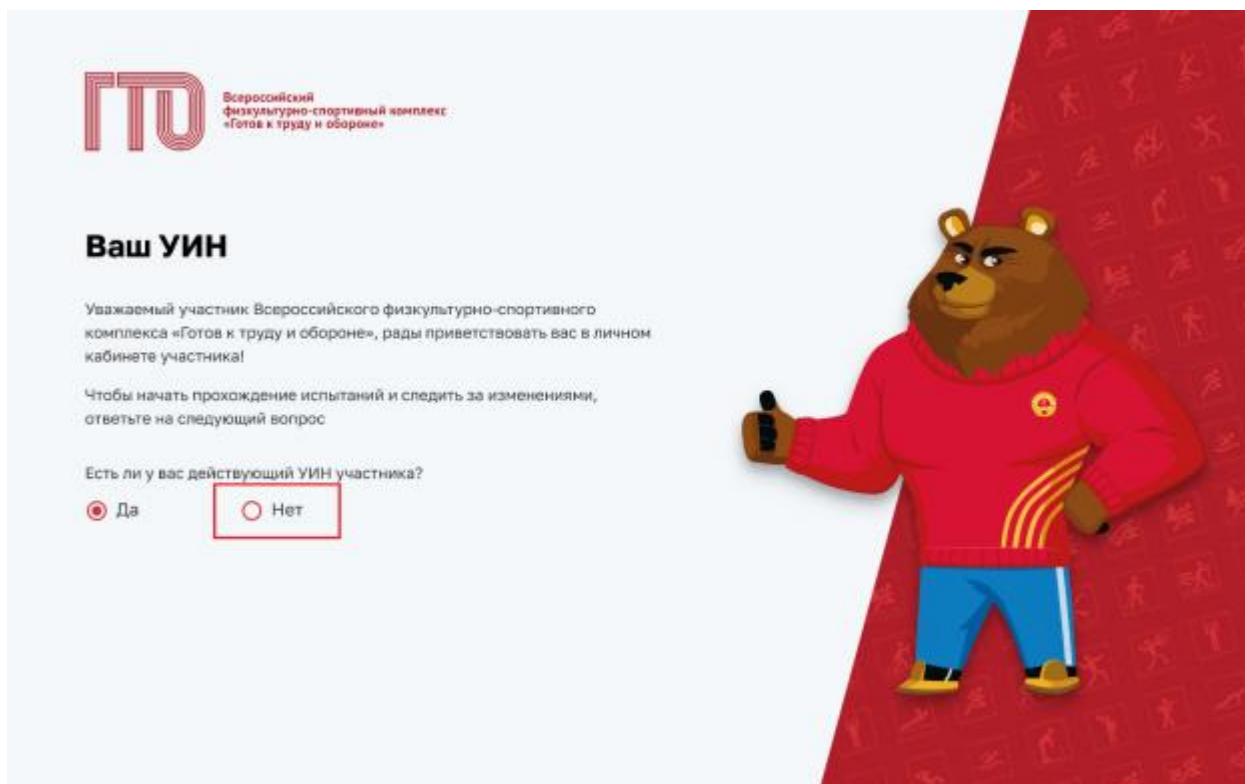 ГТО
Всероссийский
физкультурно-спортивный комплекс
«Готов к труду и обороне»
Ваш УИН
Уважаемый участник Всероссийского физкультурно-спортивного
комплекса «Готов к труду и обороне», рады приветствовать вас в личном
кабинете участника!
Чтобы начать прохождение испытаний и следить за изменениями,
ответьте на следующий вопрос
Есть ли у вас действующий УИН участника?
Да Нет